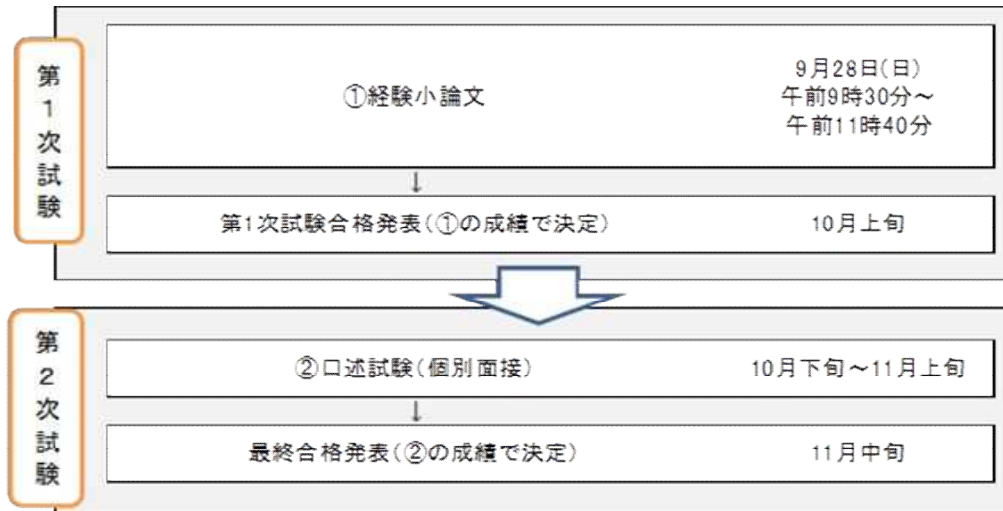 第1次試験
①経験小論文
9月28日(日)
午前9時30分～
午前11時40分
↓
第1次試験合格発表(①の成績で決定)
10月上旬
第2次試験
②口述試験(個別面接)
10月下旬～11月上旬
↓
最終合格発表(②の成績で決定)
11月中旬